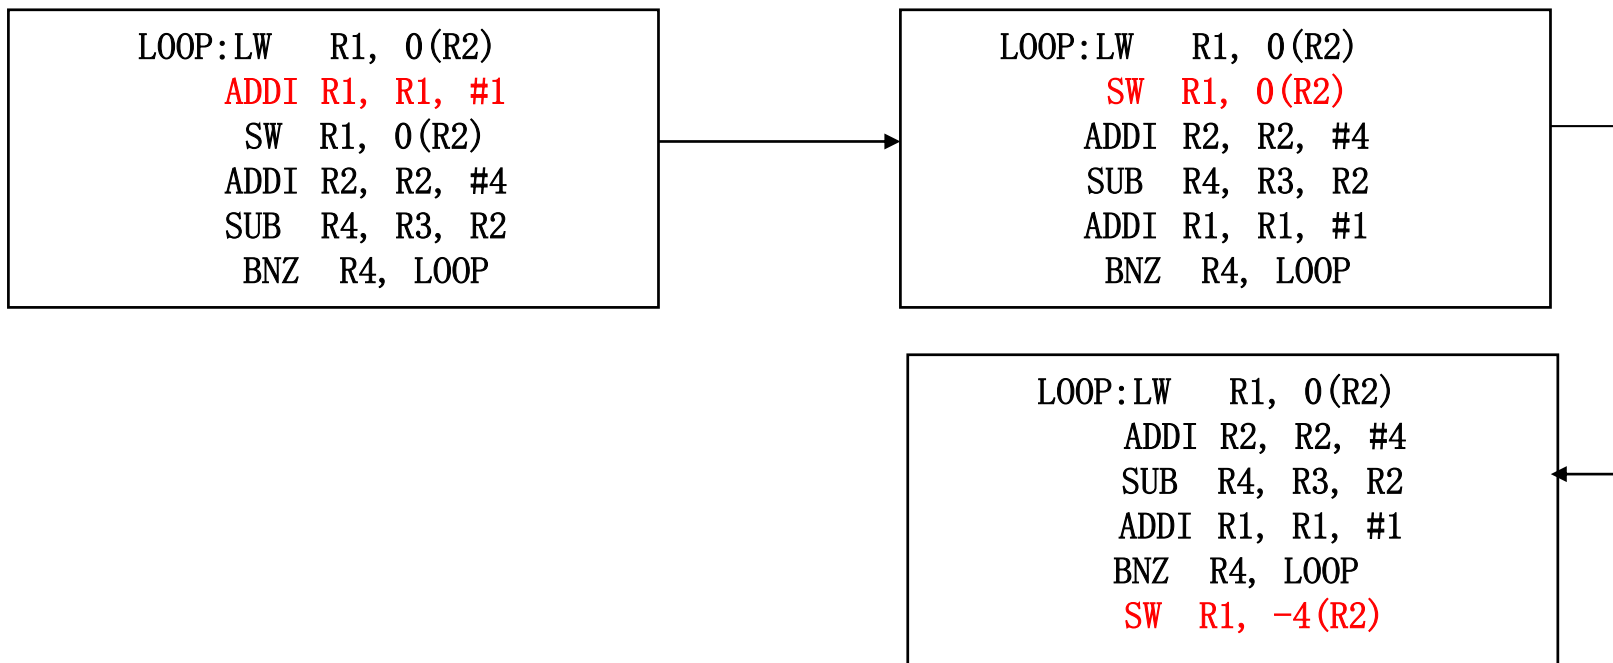 LOOP:LW R1, 0(R2)
ADDI R1, R1, #1
SW R1, 0(R2)
ADDI R2, R2, #4
SUB R4, R3, R2
BNZ R4, LOOP
LOOP:LW R1, 0(R2)
SW R1, 0(R2)
ADDI R2, R2, #4
SUB R4, R3, R2
ADDI R1, R1, #1
BNZ R4, LOOP
LOOP:LW R1, 0(R2)
ADDI R2, R2, #4
SUB R4, R3, R2
ADDI R1, R1, #1
BNZ R4, LOOP
SW R1, -4(R2)